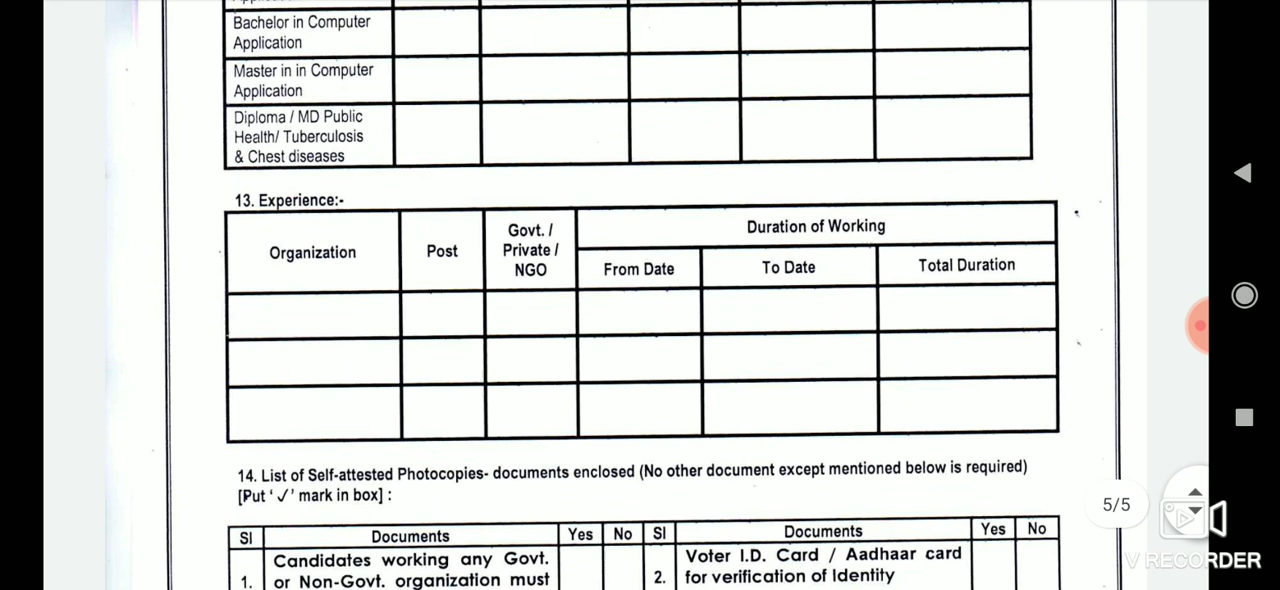 Bachelor in Computer
Application
Master in in Computer
Application
Diploma / MD Public
Health/ Tuberculosis
& Chest diseases
13. Experience:-
Organization
Post
Govt. /
Private /
NGO
Duration of Working
From Date
To Date
Total Duration
14. List of Self-attested Photocopies- documents enclosed (No other document except mentioned below is required)
[Put ‘ ✓’ mark in box] :
Sl Documents Yes No Sl Documents Yes No
1. Candidates working any Govt.
or Non-Govt. organization must
2. Voter I.D. Card / Aadhaar card
for verification of Identity
5/5
V RECORDER